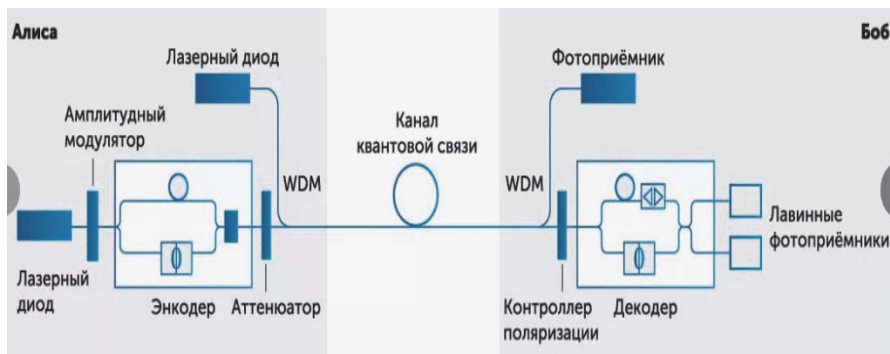 Алиса
Боб
Лазерный диод
Фотоприёмник
Амплитудный
модулятор
Канал
квантовой связи
WDM
WDM
Лавинные
фотоприёмники
Лазерный
диод
Энкодер
Аттенюатор
Контроллер
поляризации
Декодер